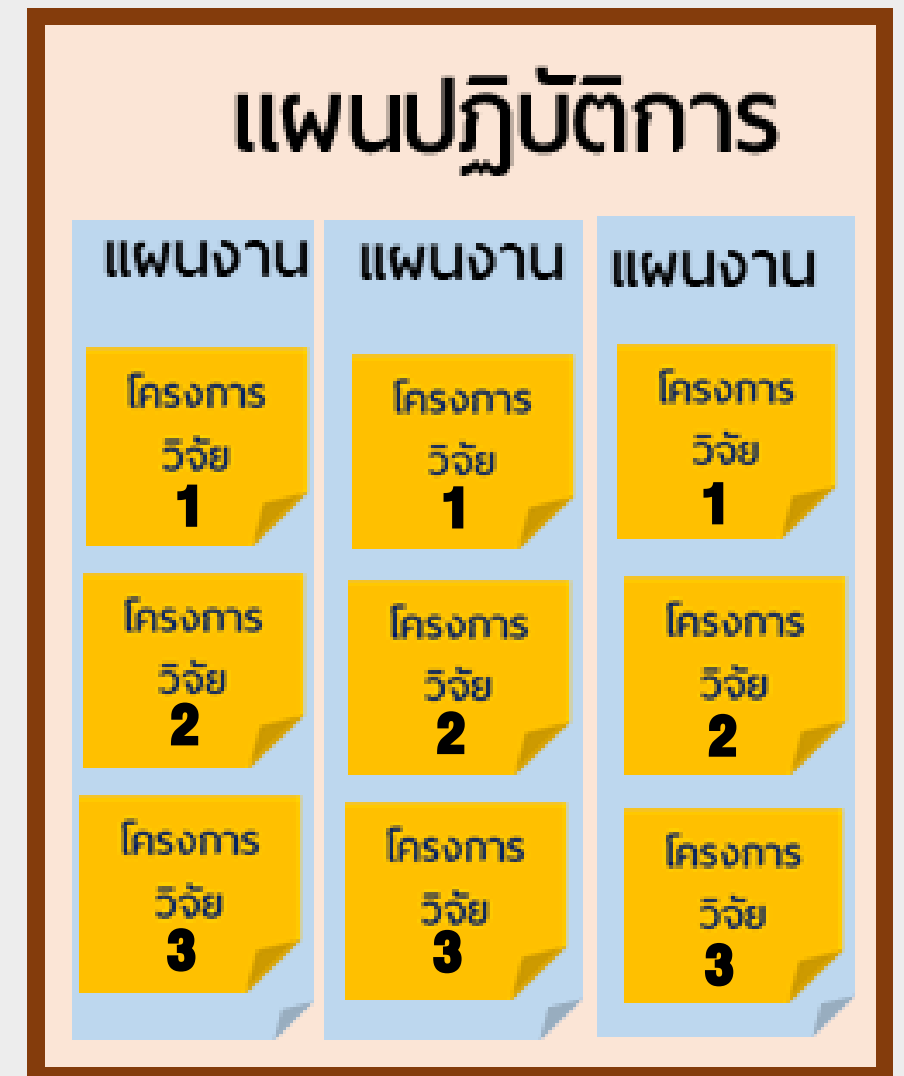 แผนปฏิบัติการ
แผนงาน
โครงการ
วิจัย
1
โครงการ
วิจัย
2
โครงการ
วิจัย
3
แผนงาน
โครงการ
วิจัย
1
โครงการ
วิจัย
2
โครงการ
วิจัย
3
แผนงาน
โครงการ
วิจัย
1
โครงการ
วิจัย
2
โครงการ
วิจัย
3